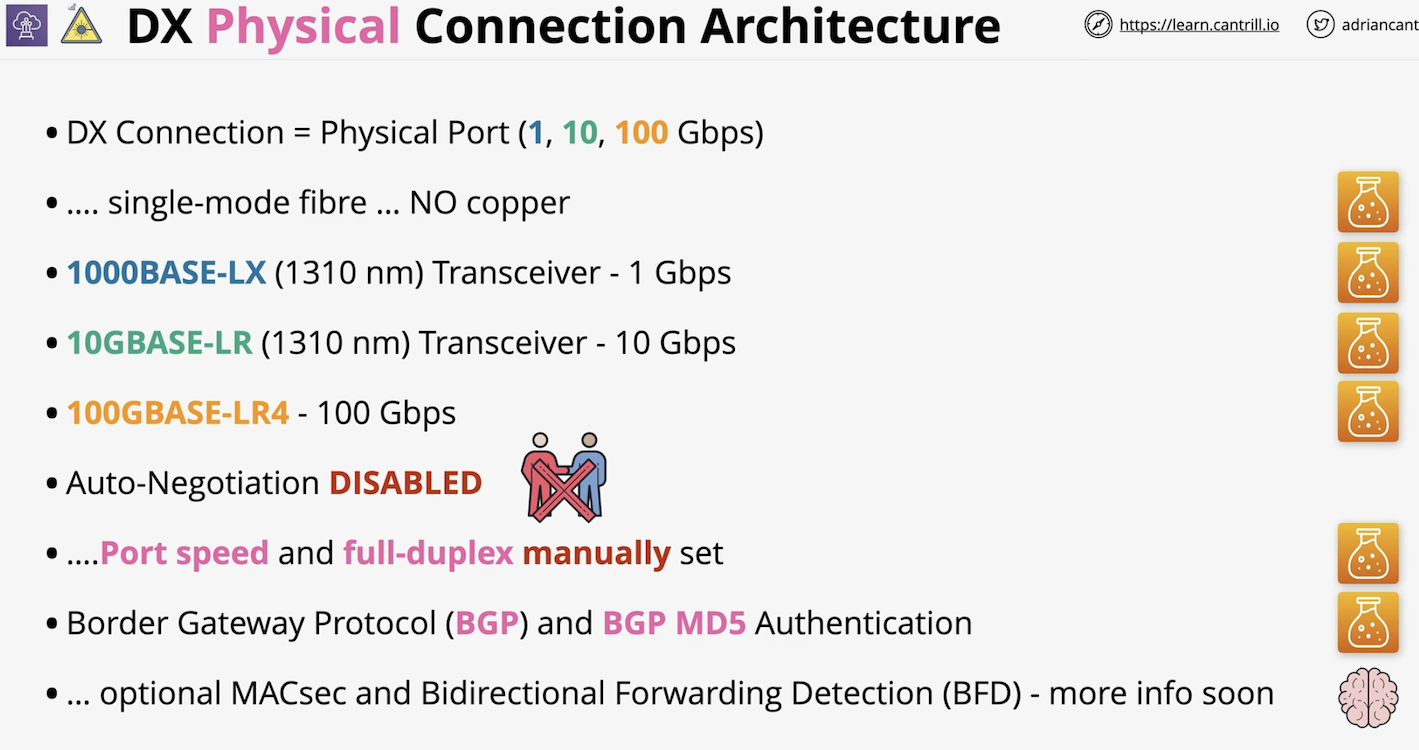 DX Physical Connection Architecture
https://learn.cantrill.io
adriancant
• DX Connection = Physical Port (1, 10, 100 Gbps)
• .... single-mode fibre ... NO copper
• 1000BASE-LX (1310 nm) Transceiver - 1 Gbps
• 10GBASE-LR (1310 nm) Transceiver - 10 Gbps
• 100GBASE-LR4 - 100 Gbps
• Auto-Negotiation DISABLED
• ....Port speed and full-duplex manually set
• Border Gateway Protocol (BGP) and BGP MD5 Authentication
• ... optional MACsec and Bidirectional Forwarding Detection (BFD) - more info soon